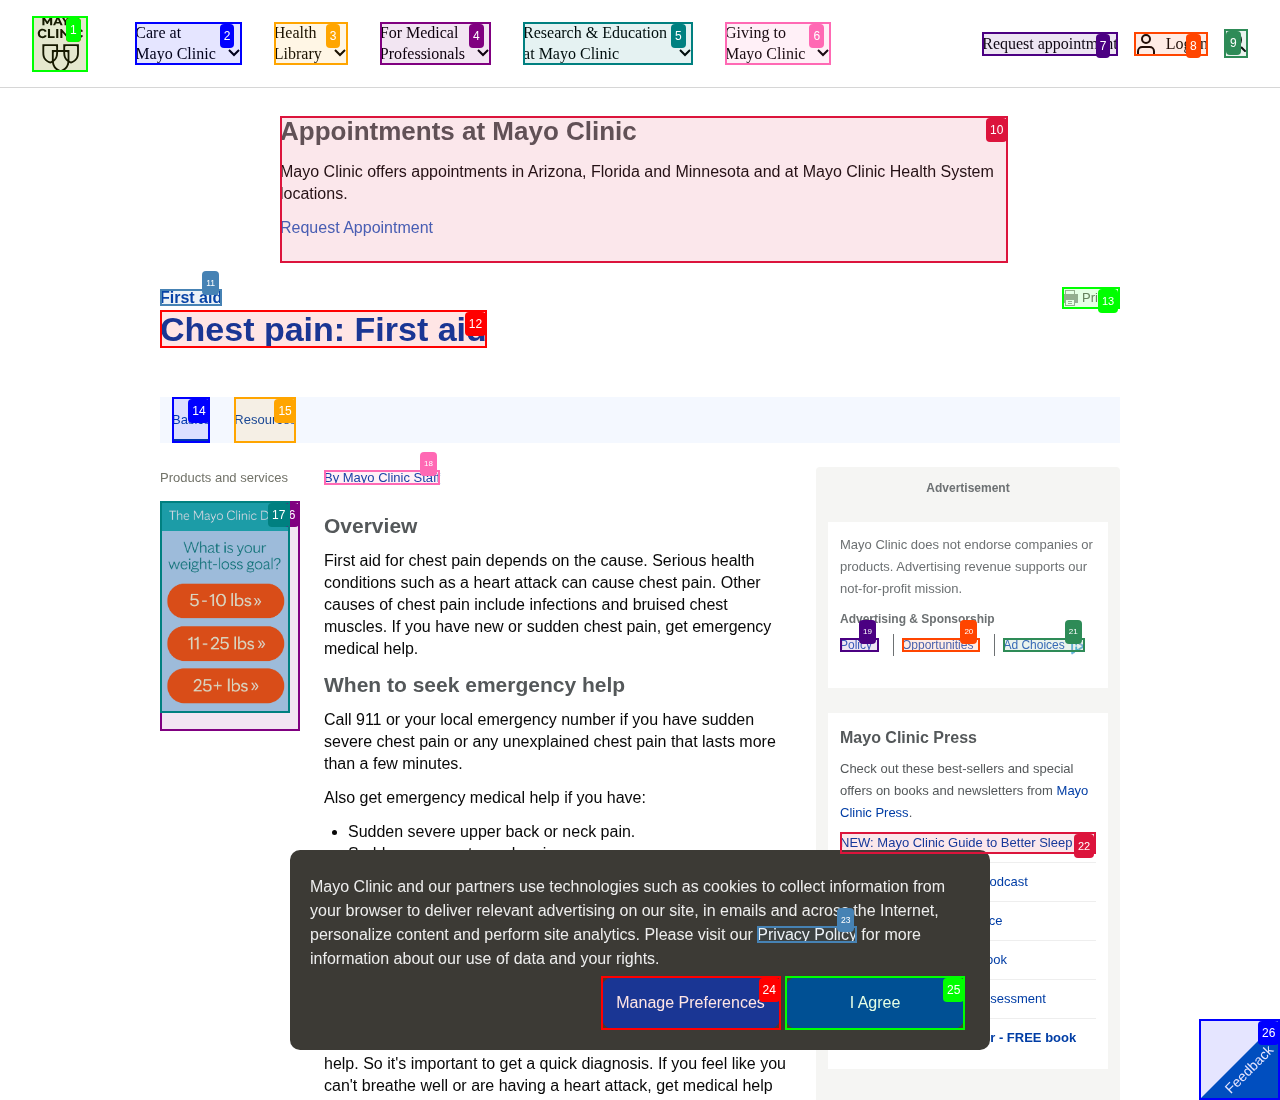 MAYO
CLINIC
1
Care at
Mayo Clinic
2
Health
Library
3
For Medical
Professionals
4
Research & Education
at Mayo Clinic
5
Giving to
Mayo Clinic
6
Request appointment
7
Log in
8
9
Appointments at Mayo Clinic
10
Mayo Clinic offers appointments in Arizona, Florida and Minnesota and at Mayo Clinic Health System
locations.
Request Appointment
11
First aid
Print
13
Chest pain: First aid
12
14
Resources
15
Products and services
18
By Mayo Clinic Staff
The Mayo Clinic
17
6
What is your
weight-loss goal?
5-10 lbs»
11-25 lbs»
25+ lbs»
Overview
First aid for chest pain depends on the cause. Serious health
conditions such as a heart attack can cause chest pain. Other
causes of chest pain include infections and bruised chest
muscles. If you have new or sudden chest pain, get emergency
medical help.
When to seek emergency help
Call 911 or your local emergency number if you have sudden
severe chest pain or any unexplained chest pain that lasts more
than a few minutes.
Also get emergency medical help if you have:
• Sudden severe upper back or neck pain.
help. So it's important to get a quick diagnosis. If you feel like you
can't breathe well or are having a heart attack, get medical help
Advertisement
Mayo Clinic does not endorse companies or
products. Advertising revenue supports our
not-for-profit mission.
Advertising & Sponsorship
19
20
21
Policy
Opportunities
Ad Choices
Mayo Clinic Press
Check out these best-sellers and special
offers on books and newsletters from Mayo
Clinic Press.
NEW: Mayo Clinic Guide to Better Sleep
22
odcast
ce
ok
sessment
r - FREE book
Mayo Clinic and our partners use technologies such as cookies to collect information from
your browser to deliver relevant advertising on our site, in emails and across the Internet,
23
personalize content and perform site analytics. Please visit our Privacy Policy for more
information about our use of data and your rights.
Manage Preferences
24
I Agree
25
26
Feedback